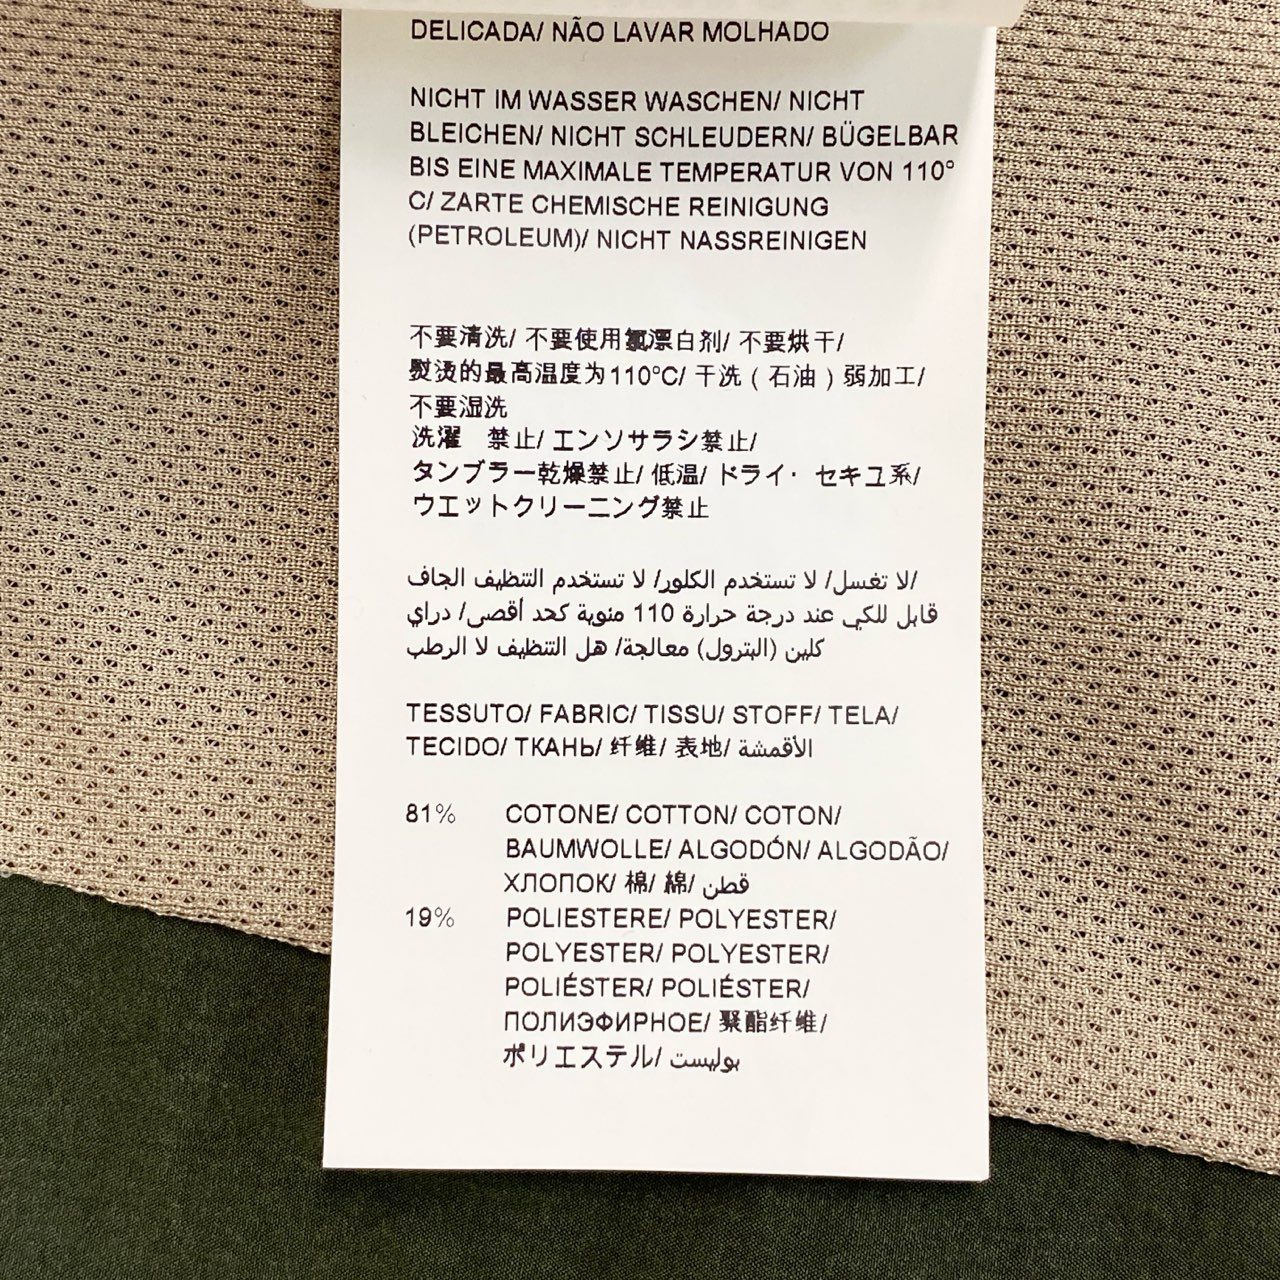 DELICADA/ NÃO LAVAR MOLHADO
NICHT IM WASSER WASCHEN/ NICHT
BLEICHEN/ NICHT SCHLEUDERN/ BÜGELBAR
BIS EINE MAXIMALE TEMPERATUR VON 110°
C/ ZARTE CHEMISCHE REINIGUNG
(PETROLEUM)/ NICHT NASSREINIGEN
不要清洗/ 不要使用氯漂白剂/ 不要烘干/
熨烫的最高温度为110°C/ 干洗（石油）弱加工/
不要湿洗
洗濯　禁止/ エンソサラシ禁止/
タンブラー乾燥禁止/ 低温/ ドライ・セキユ系/
ウエットクリーニング禁止
لا تغسل/ لا تستخدم الكلور/ لا تستخدم التنظيف الجاف/
قابل للكي عند درجة حرارة 110 مئوية كحد أقصى/ دراي
كلين (البترول) معالجة/ هل التنظيف لا الرطب
TESSUTO/ FABRIC/ TISSU/ STOFF/ TELA/
TECIDO/ ТКАНЬ/ 纤维/ 表地/ الأقمشة
81% COTONE/ COTTON/ COTON/
BAUMWOLLE/ ALGODÓN/ ALGODÃO/
ХЛОПОК/ 棉/ 綿/ قطن
19% POLIESTERE/ POLYESTER/
POLYESTER/ POLYESTER/
POLIÉSTER/ POLIÉSTER/
ПОЛИЭФИРНОЕ/ 聚酯纤维/
ポリエステル/ بوليست